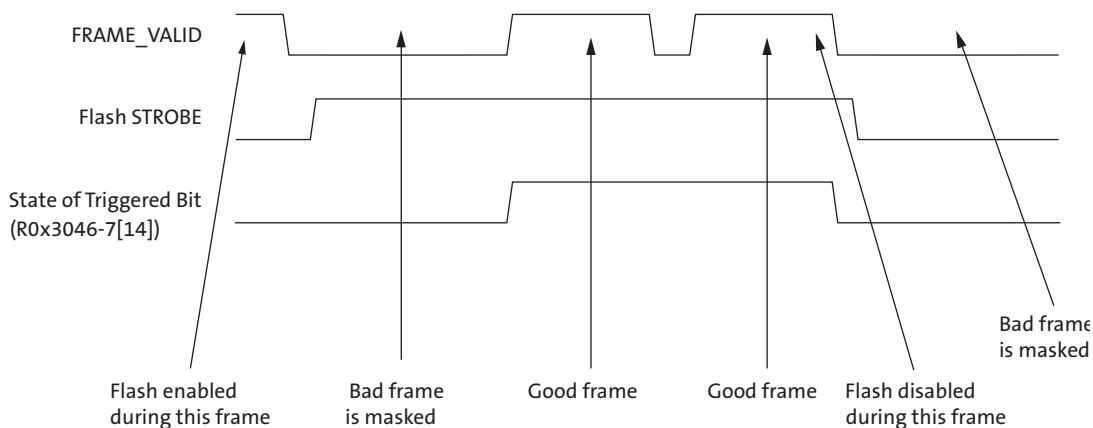 FRAME_VALID
Flash STROBE
State of Triggered Bit
(R0x3046-7[14])
Bad frame
is masked
Flash enabled
during this frame
Bad frame
is masked
Good frame
Good frame
Flash disabled
during this frame